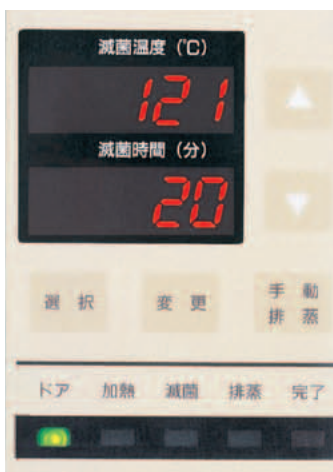 滅菌温度 (℃)
121
滅菌時間 (分)
20
選択 変更 手動排蒸
ドア 加熱 滅菌 排蒸 完了